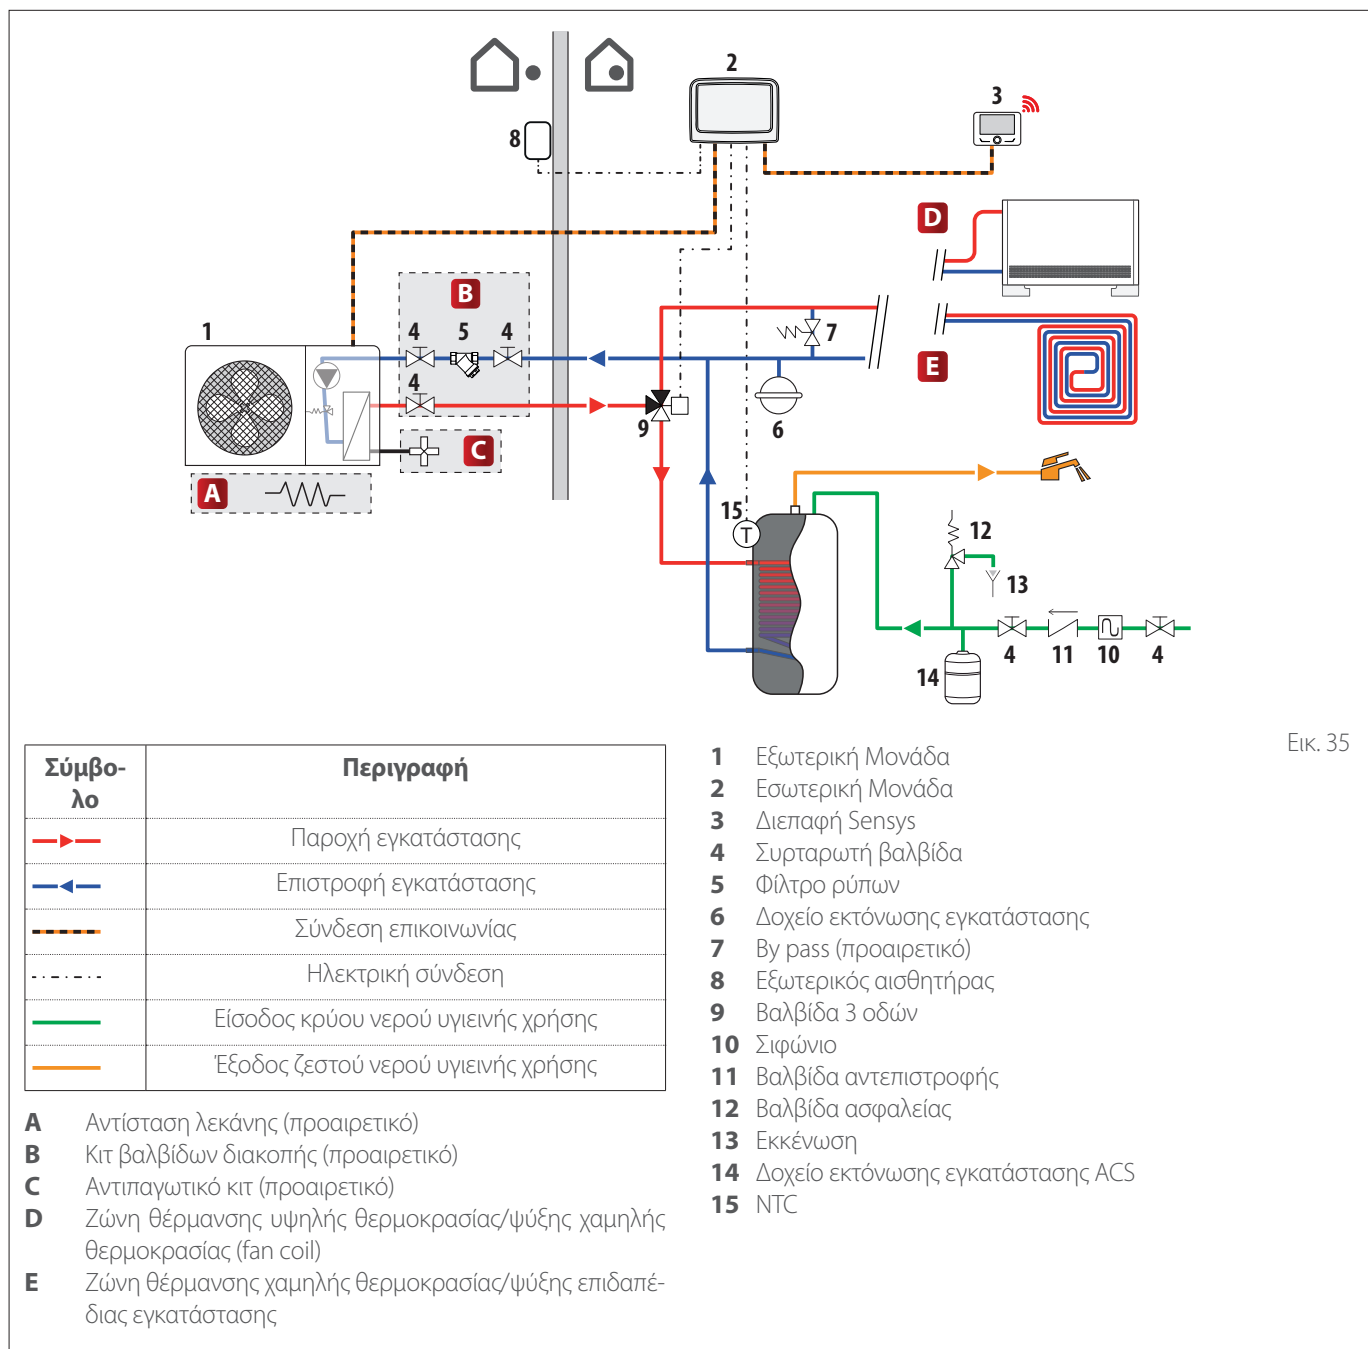 2
3
8
D
B
1
4
5
4
7
E
4
9
6
C
A
15
T
12
13
14
4
11
10
4
Εικ. 35
Σύμβο-
λο
Περιγραφή
Παροχή εγκατάστασης
Επιστροφή εγκατάστασης
Σύνδεση επικοινωνίας
Ηλεκτρική σύνδεση
Είσοδος κρύου νερού υγιεινής χρήσης
Έξοδος ζεστού νερού υγιεινής χρήσης
A Αντίσταση λεκάνης (προαιρετικό)
B Κιτ βαλβίδων διακοπής (προαιρετικό)
C Αντιπαγωτικό κιτ (προαιρετικό)
D Ζώνη θέρμανσης υψηλής θερμοκρασίας/ψύξης χαμηλής
θερμοκρασίας (fan coil)
E Ζώνη θέρμανσης χαμηλής θερμοκρασίας/ψύξης επιδαπέ-
διας εγκατάστασης
1 Εξωτερική Μονάδα
2 Εσωτερική Μονάδα
3 Διεπαφή Sensys
4 Συρταρωτή βαλβίδα
5 Φίλτρο ρύπων
6 Δοχείο εκτόνωσης εγκατάστασης
7 By pass (προαιρετικό)
8 Εξωτερικός αισθητήρας
9 Βαλβίδα 3 οδών
10 Σιφώνιο
11 Βαλβίδα αντεπιστροφής
12 Βαλβίδα ασφαλείας
13 Εκκένωση
14 Δοχείο εκτόνωσης εγκατάστασης ACS
15 NTC